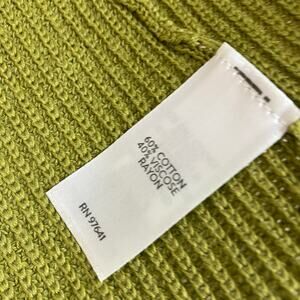 60% COTTON
40% VISCOSE
RAYON
RN 97641